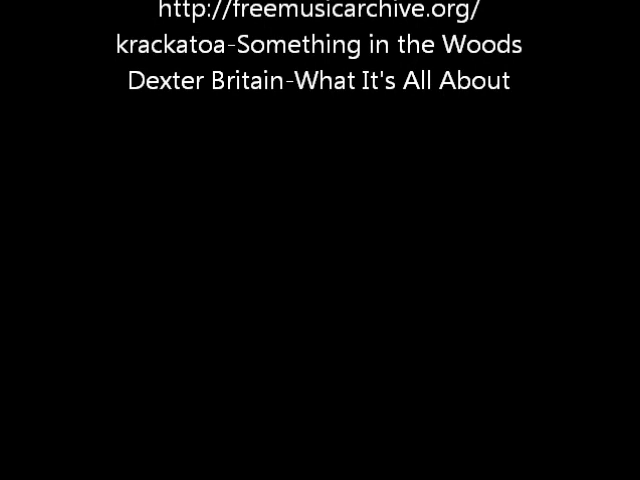 http://freemusicarchive.org/
krackatoa-Something in the Woods
Dexter Britain-What It's All About